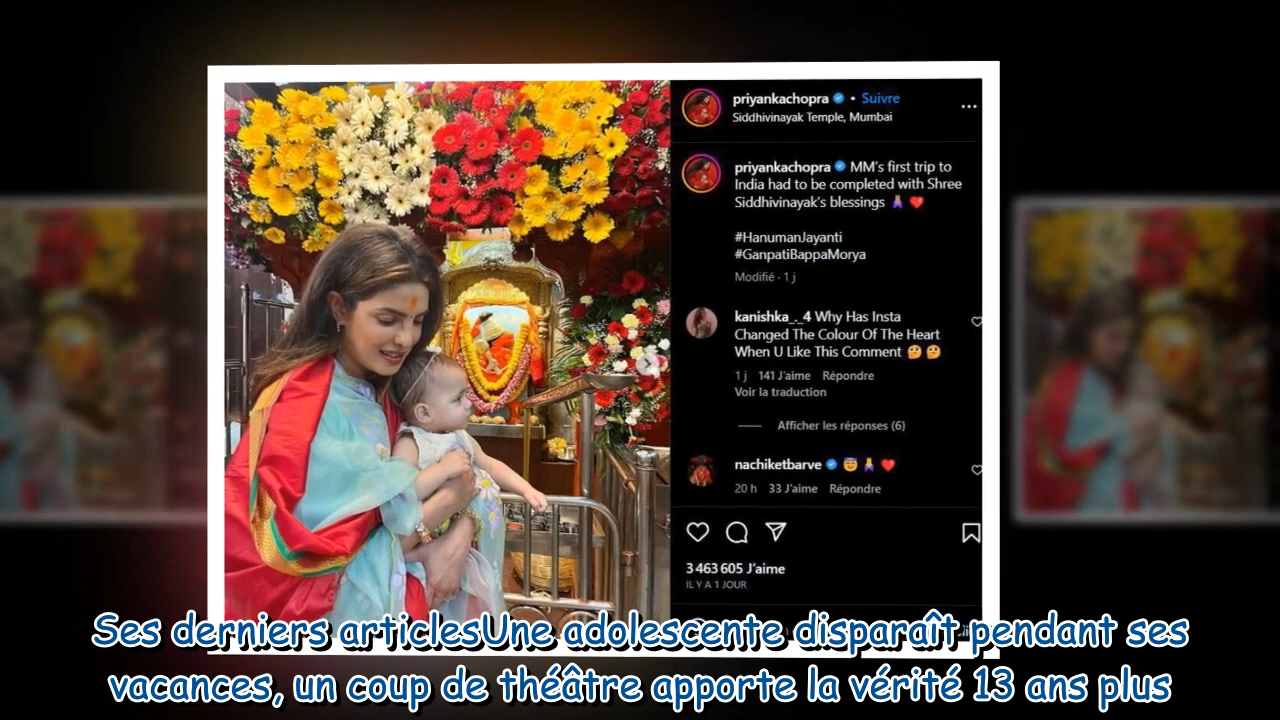 priyankachopra • Suivre
Siddhivinayak Temple, Mumbai
priyankachopra MM's first trip to
India had to be completed with Shree
Siddhivinayak's blessings
#HanumanJayanti
#GanpatiBappaMorya
Modifié · 1 j
kanishka_._4 Why Has Insta
Changed The Colour Of The Heart
When U Like This Comment 🤔 🤔
1 j 141 J'aime Répondre
Voir la traduction
Afficher les réponses (6)
nachiketbarve
20 h 33 J'aime Répondre
3 463 605 J'aime
IL Y A 1 JOUR
Ses derniers articlesUne adolescente disparaît pendant ses
vacances, un coup de théâtre apporte la vérité 13 ans plus